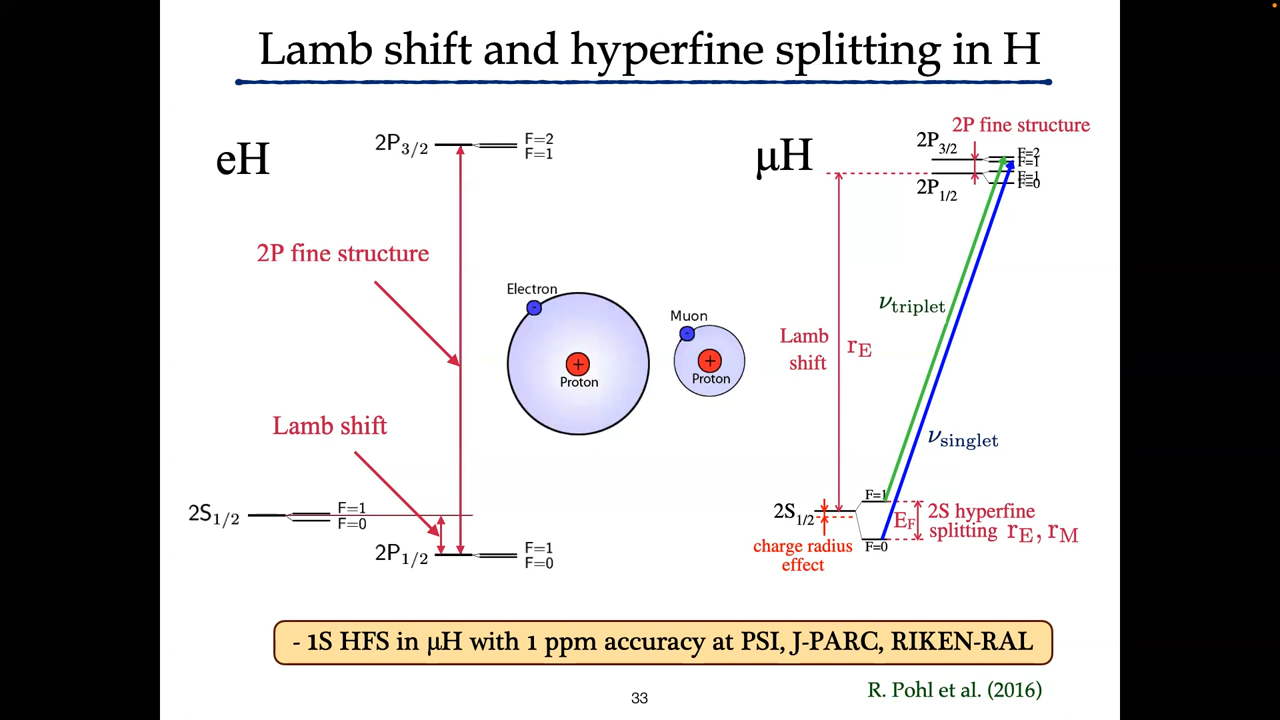 Lamb shift and hyperfine splitting in H
eH
2P3/2
F=2
F=1
2P fine structure
Lamb shift
2S1/2
F=1
F=0
2P1/2
F=1
F=0
Electron
-
+
Proton
Muon
-
+
Proton
μH
2P fine structure
2P3/2
F=2
F=1
2P1/2
F=1
F=0
νtriplet
Lamb
shift
rE
νsinglet
2S1/2
F=1
F=0
EF
2S hyperfine
splitting rE, rM
charge radius
effect
- 1S HFS in μH with 1 ppm accuracy at PSI, J-PARC, RIKEN-RAL
R. Pohl et al. (2016)
33